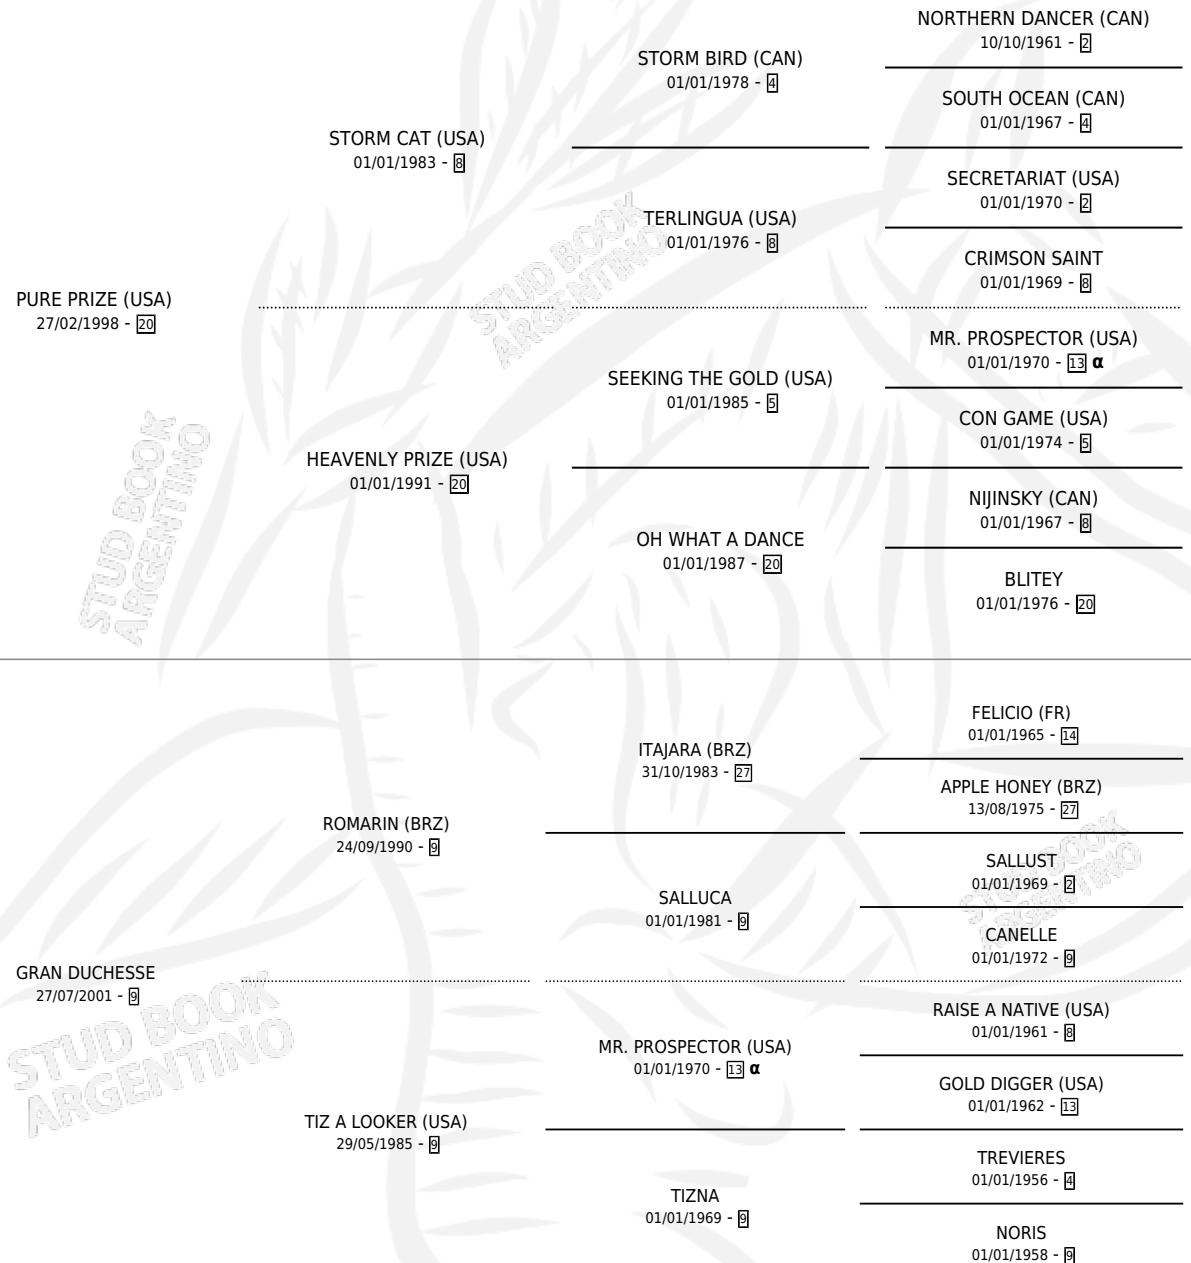 NORTHERN DANCER (CAN)
10/10/1961 - 2
STORM BIRD (CAN)
01/01/1978 - 4
SOUTH OCEAN (CAN)
01/01/1967 - 4
STORM CAT (USA)
01/01/1983 - 8
SECRETARIAT (USA)
01/01/1970 - 2
TERLINGUA (USA)
01/01/1976 - 8
CRIMSON SAINT
01/01/1969 - 8
PURE PRIZE (USA)
27/02/1998 - 20
MR. PROSPECTOR (USA)
01/01/1970 - 13 α
SEEKING THE GOLD (USA)
01/01/1985 - 5
CON GAME (USA)
01/01/1974 - 5
HEAVENLY PRIZE (USA)
01/01/1991 - 20
NIJINSKY (CAN)
01/01/1967 - 8
OH WHAT A DANCE
01/01/1987 - 20
BLITEY
01/01/1976 - 20
STUD BOOK
ARGENTINO
STUD BOOK
ARGENTINO
FELICIO (FR)
01/01/1965 - 14
ITAJARA (BRZ)
31/10/1983 - 27
APPLE HONEY (BRZ)
13/08/1975 - 27
ROMARIN (BRZ)
24/09/1990 - 9
SALLUST
01/01/1969 - 2
SALLUCA
01/01/1981 - 9
CANELLE
01/01/1972 - 9
GRAN DUCHESSE
27/07/2001 - 9
RAISE A NATIVE (USA)
01/01/1961 - 8
MR. PROSPECTOR (USA)
01/01/1970 - 13 α
GOLD DIGGER (USA)
01/01/1962 - 13
TIZ A LOOKER (USA)
29/05/1985 - 9
TREVIERES
01/01/1956 - 4
TIZNA
01/01/1969 - 9
NORIS
01/01/1958 - 9
STUD BOOK
ARGENTINO
STUD BOOK
ARGENTINO